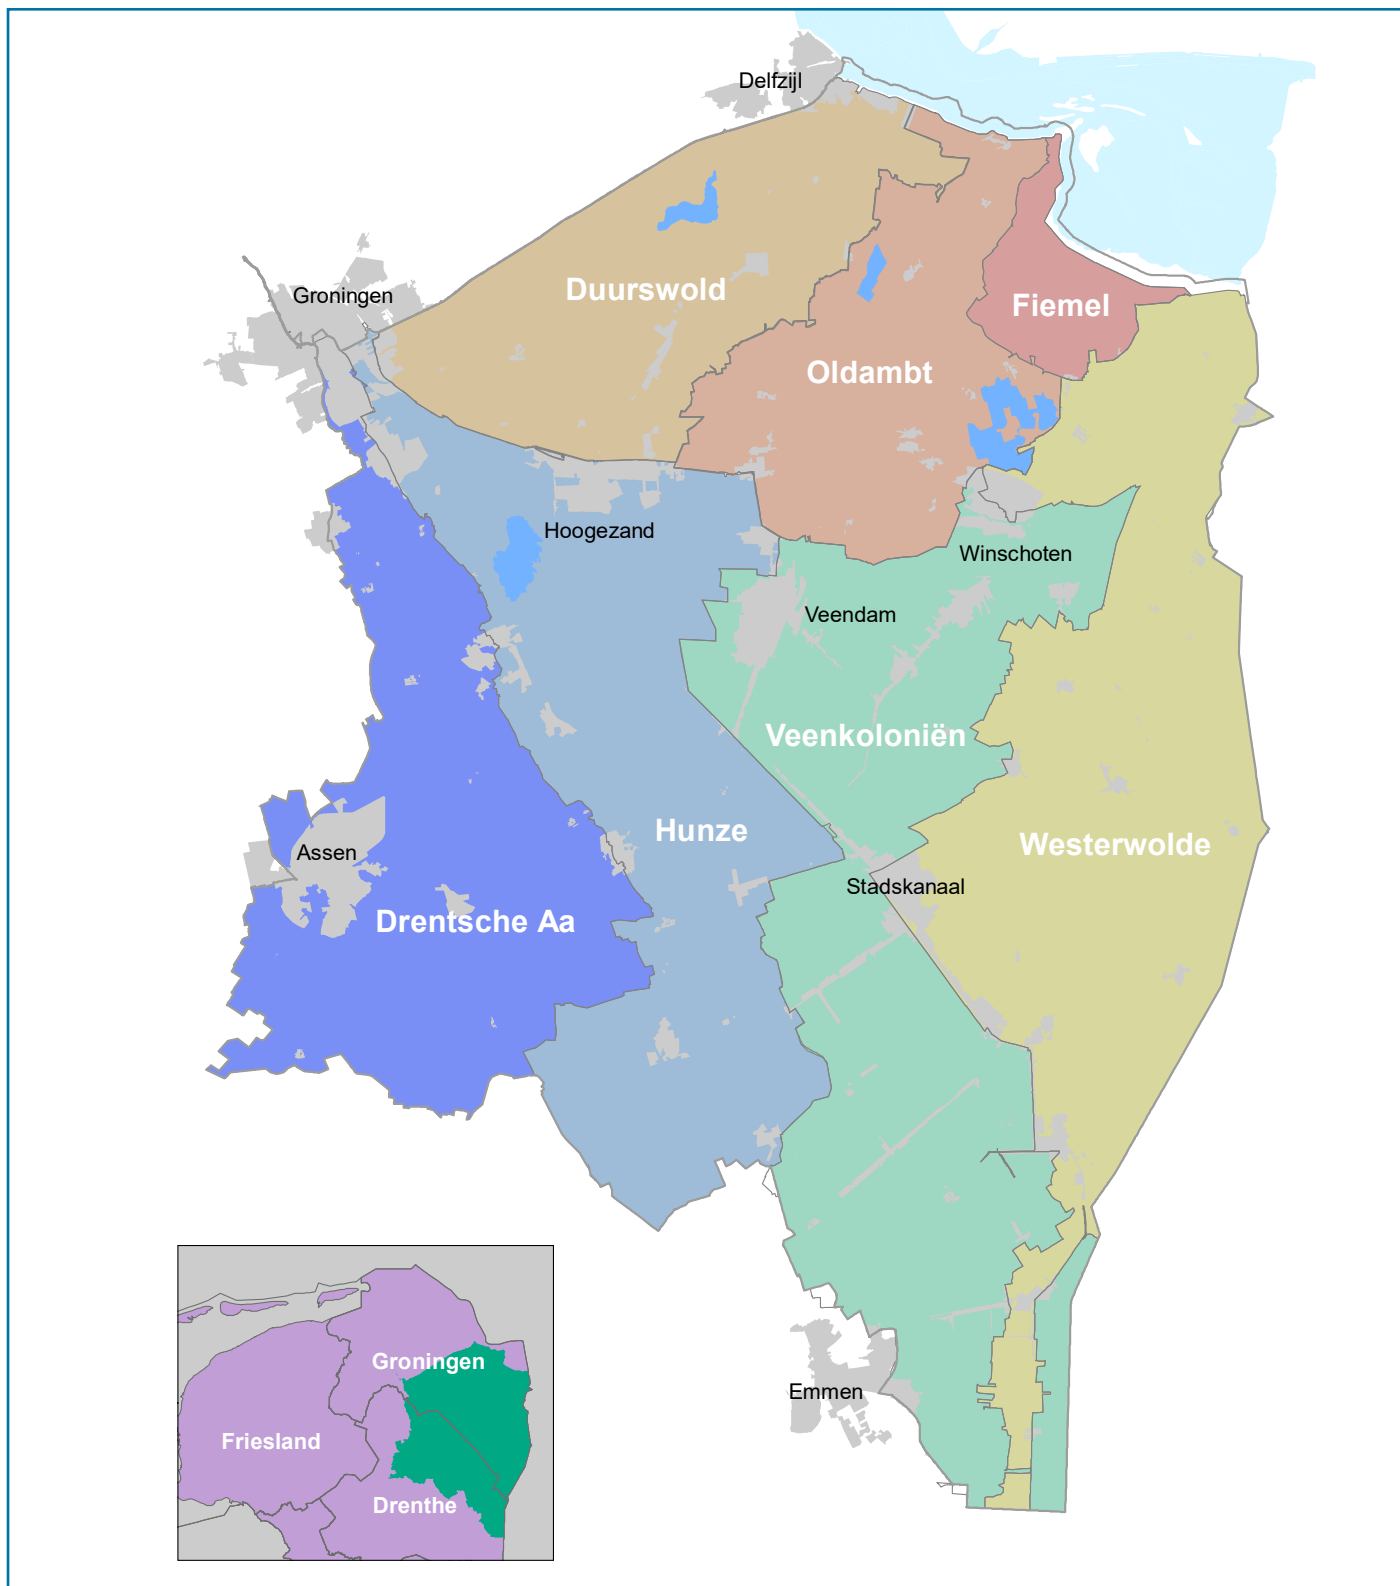 Delfzijl
Groningen
Duurswold
Fiemel
Oldambt
Hoogezand
Winschoten
Veendam
Veenkoloniën
Hunze
Westerwolde
Assen
Stadskanaal
Drentsche Aa
Emmen
Groningen
Friesland
Drenthe